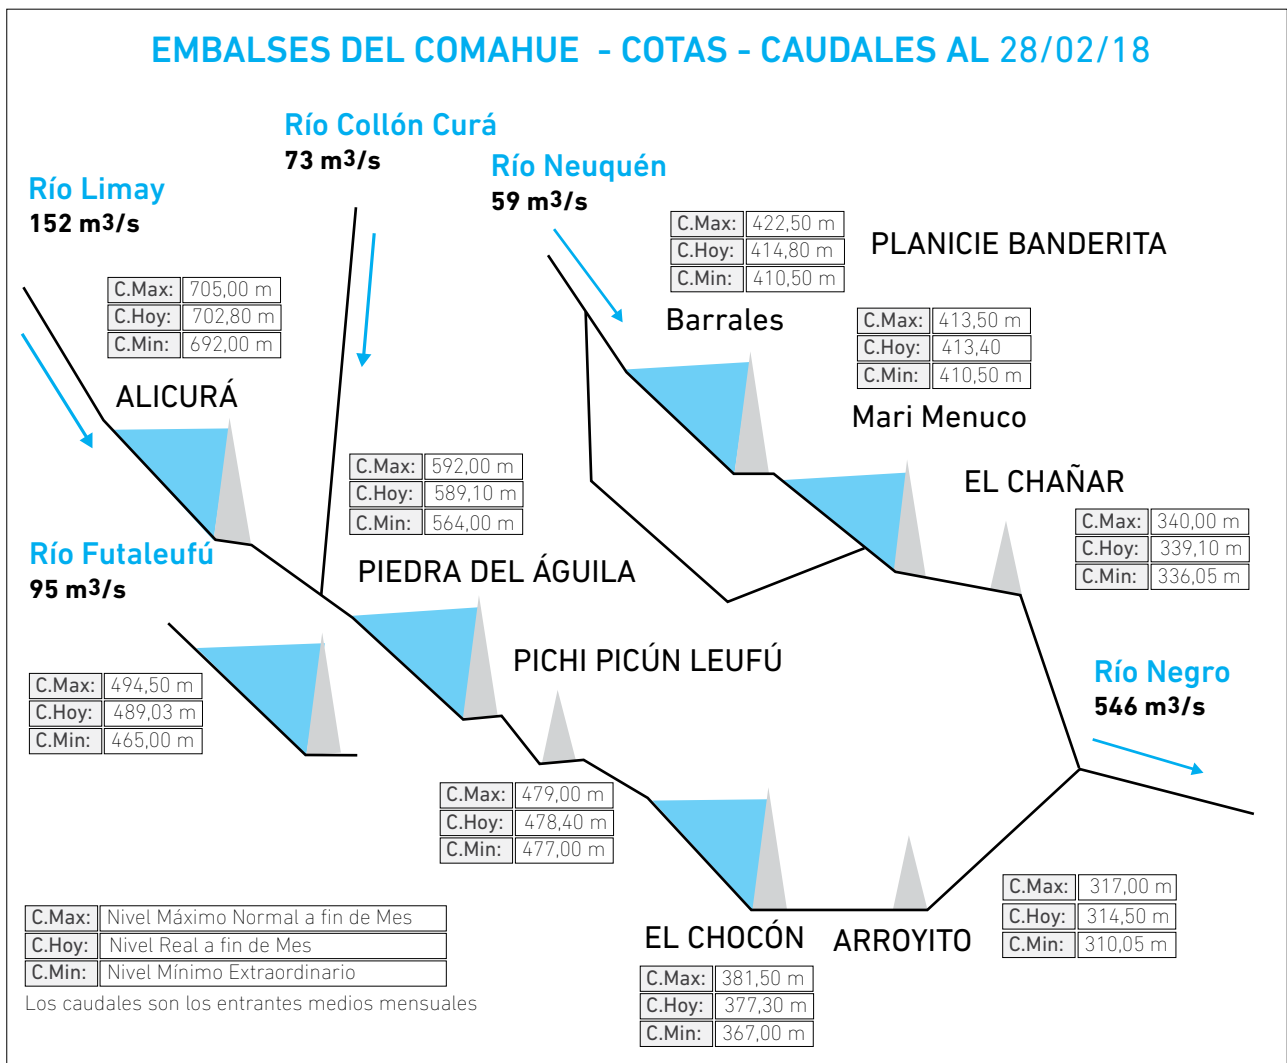 EMBALSES DEL COMAHUE - COTAS - CAUDALES AL 28/02/18
Río Collón Curá
73 m3/s
Río Neuquén
59 m3/s
Río Limay
152 m3/s
C.Max: 422,50 m
C.Hoy: 414,80 m
C.Min: 410,50 m
PLANICIE BANDERITA
Barrales
C.Max: 705,00 m
C.Hoy: 702,80 m
C.Min: 692,00 m
ALICURÁ
C.Max: 413,50 m
C.Hoy: 413,40
C.Min: 410,50 m
Mari Menuco
C.Max: 592,00 m
C.Hoy: 589,10 m
C.Min: 564,00 m
PIEDRA DEL ÁGUILA
EL CHAÑAR
C.Max: 340,00 m
C.Hoy: 339,10 m
C.Min: 336,05 m
Río Futaleufú
95 m3/s
C.Max: 494,50 m
C.Hoy: 489,03 m
C.Min: 465,00 m
PICHI PICÚN LEUFÚ
C.Max: 479,00 m
C.Hoy: 478,40 m
C.Min: 477,00 m
Río Negro
546 m3/s
EL CHOCÓN
C.Max: 381,50 m
C.Hoy: 377,30 m
C.Min: 367,00 m
ARROYITO
C.Max: 317,00 m
C.Hoy: 314,50 m
C.Min: 310,05 m
C.Max: Nivel Máximo Normal a fin de Mes
C.Hoy: Nivel Real a fin de Mes
C.Min: Nivel Mínimo Extraordinario
Los caudales son los entrantes medios mensuales